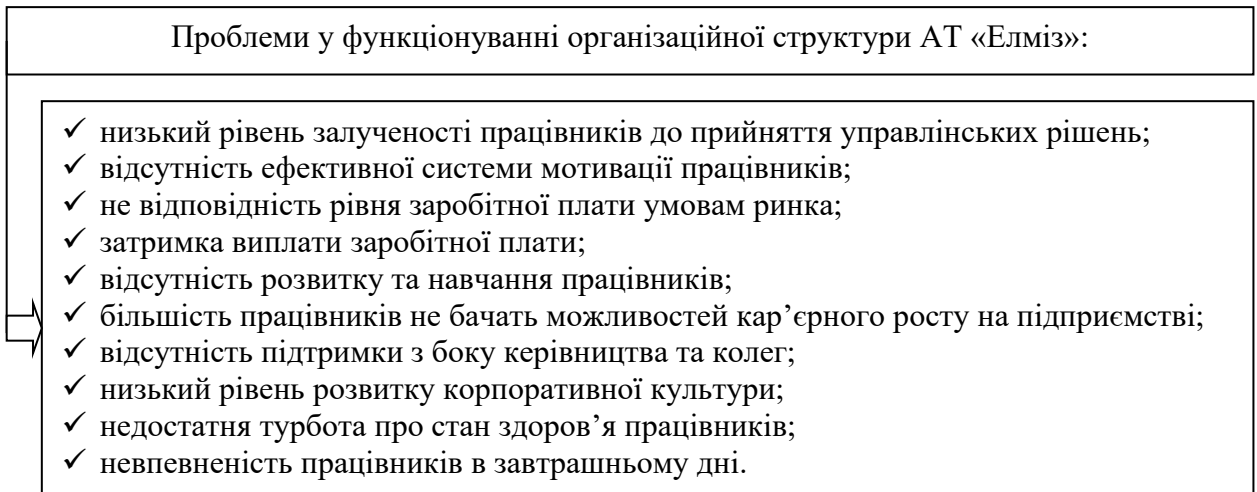 Проблеми у функціонуванні організаційної структури АТ «Елміз»:
✓ низький рівень залученості працівників до прийняття управлінських рішень;
✓ відсутність ефективної системи мотивації працівників;
✓ не відповідність рівня заробітної плати умовам ринка;
✓ затримка виплати заробітної плати;
✓ відсутність розвитку та навчання працівників;
✓ більшість працівників не бачать можливостей кар’єрного росту на підприємстві;
✓ відсутність підтримки з боку керівництва та колег;
✓ низький рівень розвитку корпоративної культури;
✓ недостатня турбота про стан здоров’я працівників;
✓ невпевненість працівників в завтрашньому дні.